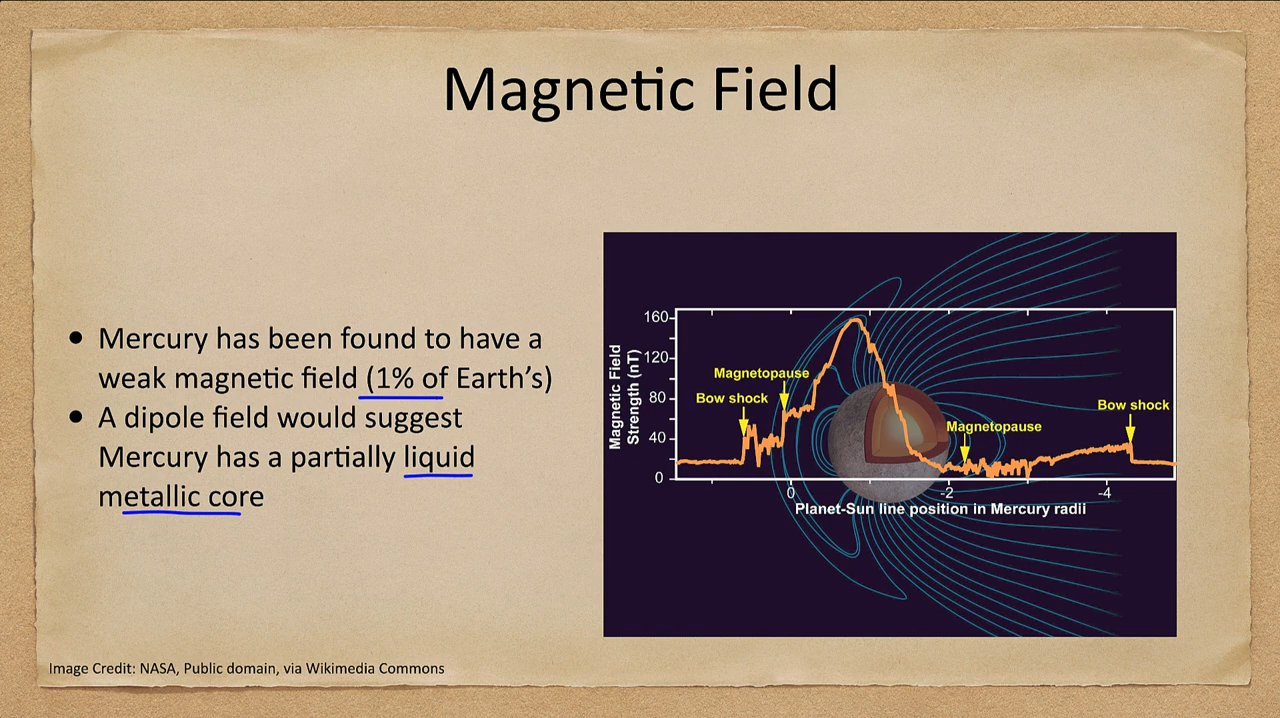 Magnetic Field
• Mercury has been found to have a
weak magnetic field (1% of Earth’s)
• A dipole field would suggest
Mercury has a partially liquid
metallic core
160
120
80
40
0
Magnetic Field
Strength (nT)
Magnetopause
Bow shock
Magnetopause
Bow shock
0
-2
-4
Planet-Sun line position in Mercury radii
Image Credit: NASA, Public domain, via Wikimedia Commons